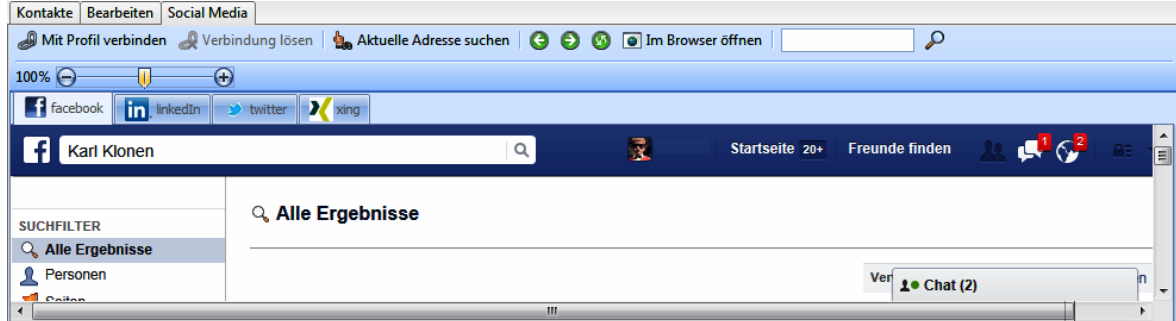 Kontakte Bearbeiten Social Media
Mit Profil verbinden Verbindung lösen Aktuelle Adresse suchen Im Browser öffnen
100%
facebook linkedIn twitter xing
Karl Klonen Startseite 20+ Freunde finden 1 2
Alle Ergebnisse
SUCHFILTER
Alle Ergebnisse
Personen
Chat (2)